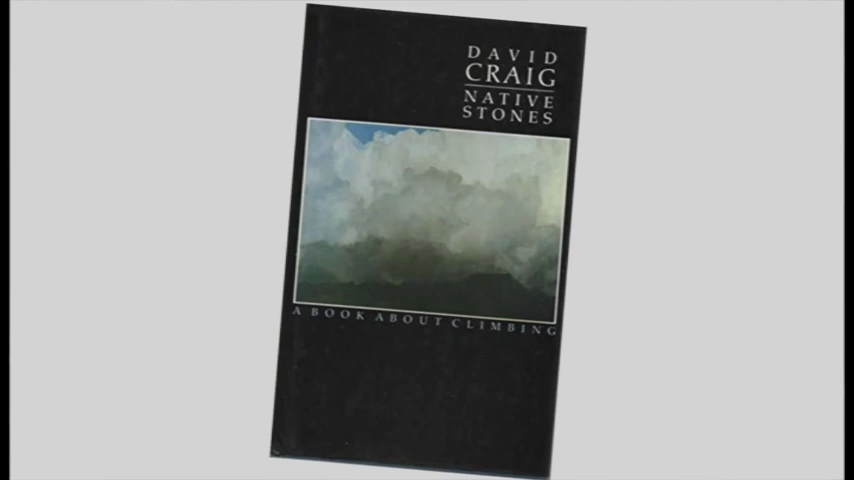 DAVID
CRAIG
NATIVE
STONES
A BOOK ABOUT CLIMBING